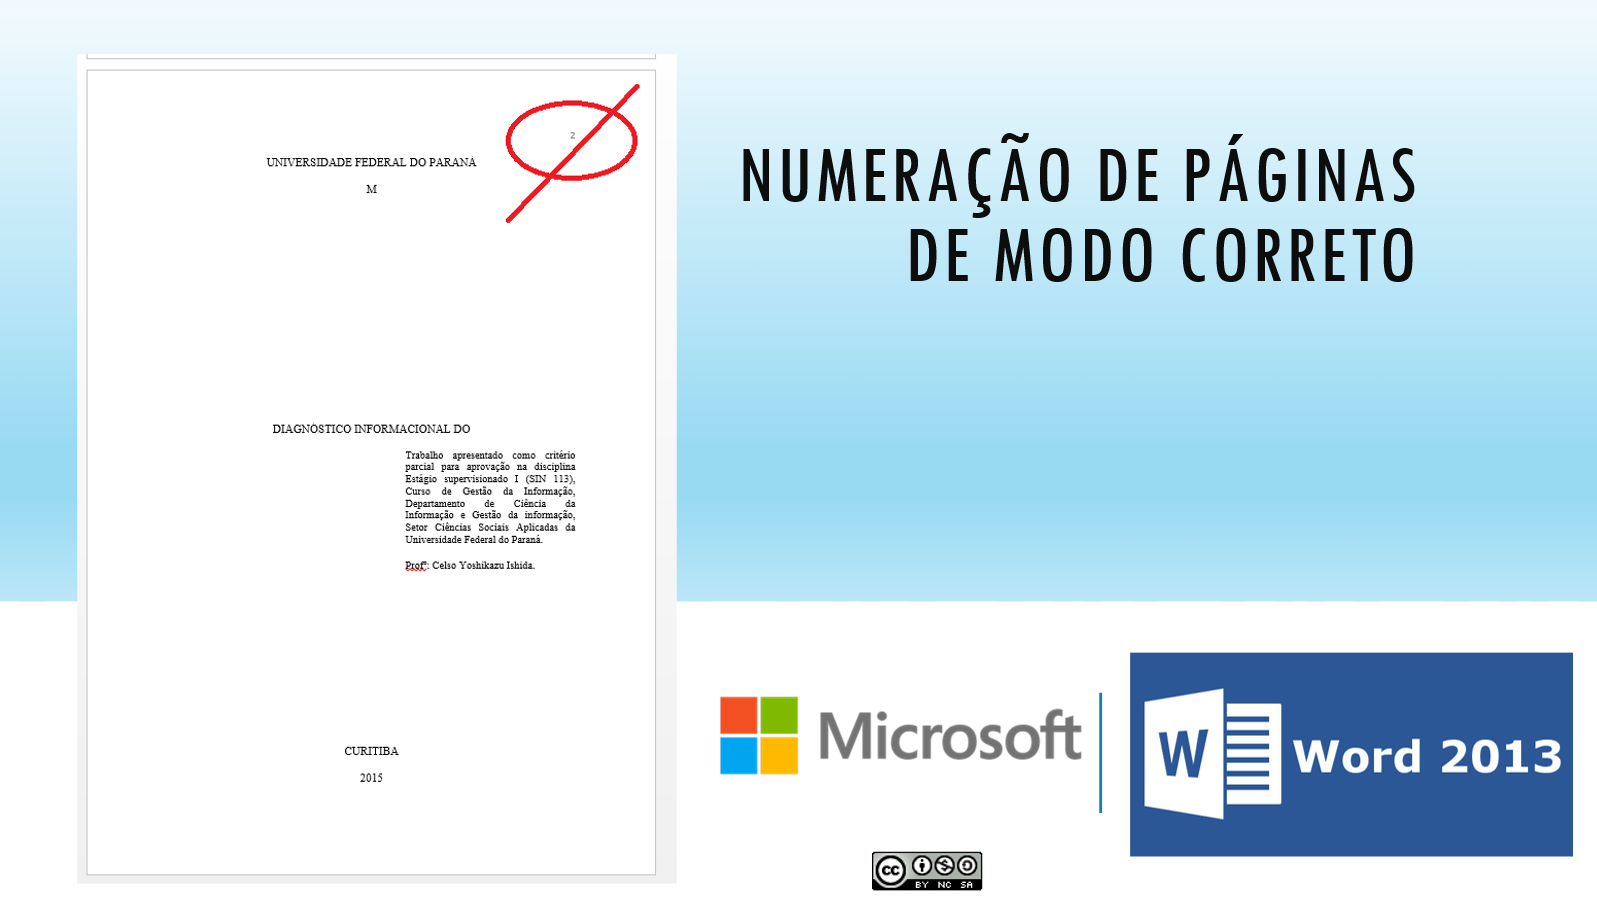 2
UNIVERSIDADE FEDERAL DO PARANÁ
M
DIAGNÓSTICO INFORMACIONAL DO
Trabalho apresentado como critério
parcial para aprovação na disciplina
Estágio supervisionado I (SIN 113),
Curso de Gestão da Informação,
Departamento de Ciência da
Informação e Gestão da informação,
Setor Ciências Sociais Aplicadas da
Universidade Federal do Paraná.
Profº: Celso Yoshikazu Ishida.
CURITIBA
2015
NUMERAÇÃO DE PÁGINAS
DE MODO CORRETO
Microsoft
W Word 2013
cc
BY NC SA